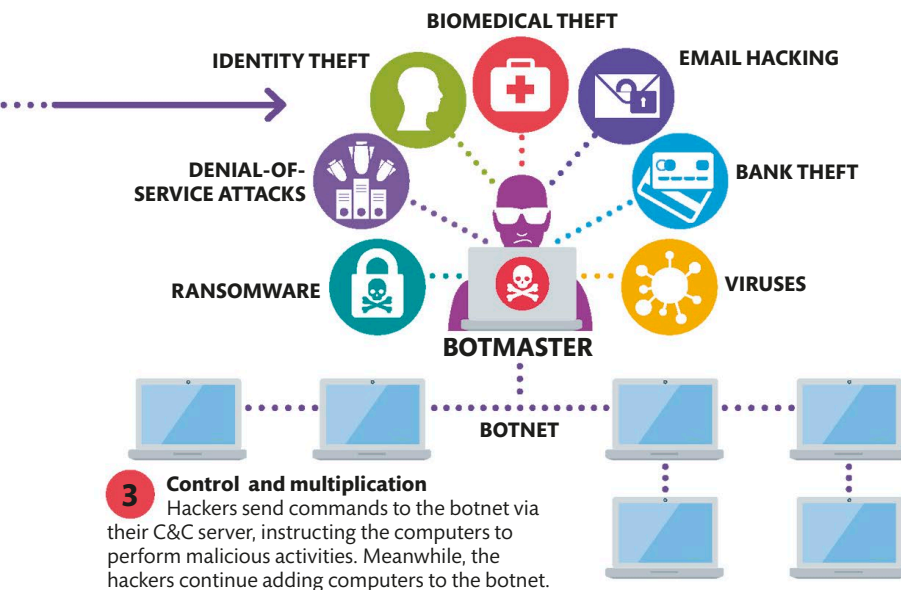 BIOMEDICAL THEFT
IDENTITY THEFT
EMAIL HACKING
DENIAL-OF-
SERVICE ATTACKS
BANK THEFT
RANSOMWARE
VIRUSES
BOTMASTER
BOTNET
3 Control and multiplication
Hackers send commands to the botnet via
their C&C server, instructing the computers to
perform malicious activities. Meanwhile, the
hackers continue adding computers to the botnet.